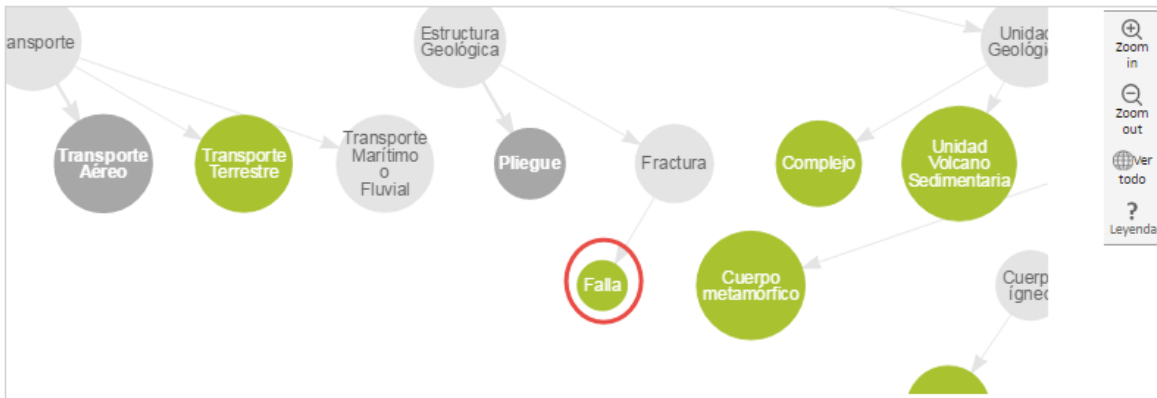 ansporte
Estructura
Geológica
Unidad
Geológi
Transporte
Aéreo
Transporte
Terrestre
Transporte
Marítimo
o
Fluvial
Pliegue
Fractura
Complejo
Unidad
Volcano
Sedimentaria
Falla
Cuerpo
metamórfico
Cuerp
ígneo
Zoom
in
Zoom
out
Ver
todo
?
Leyenda